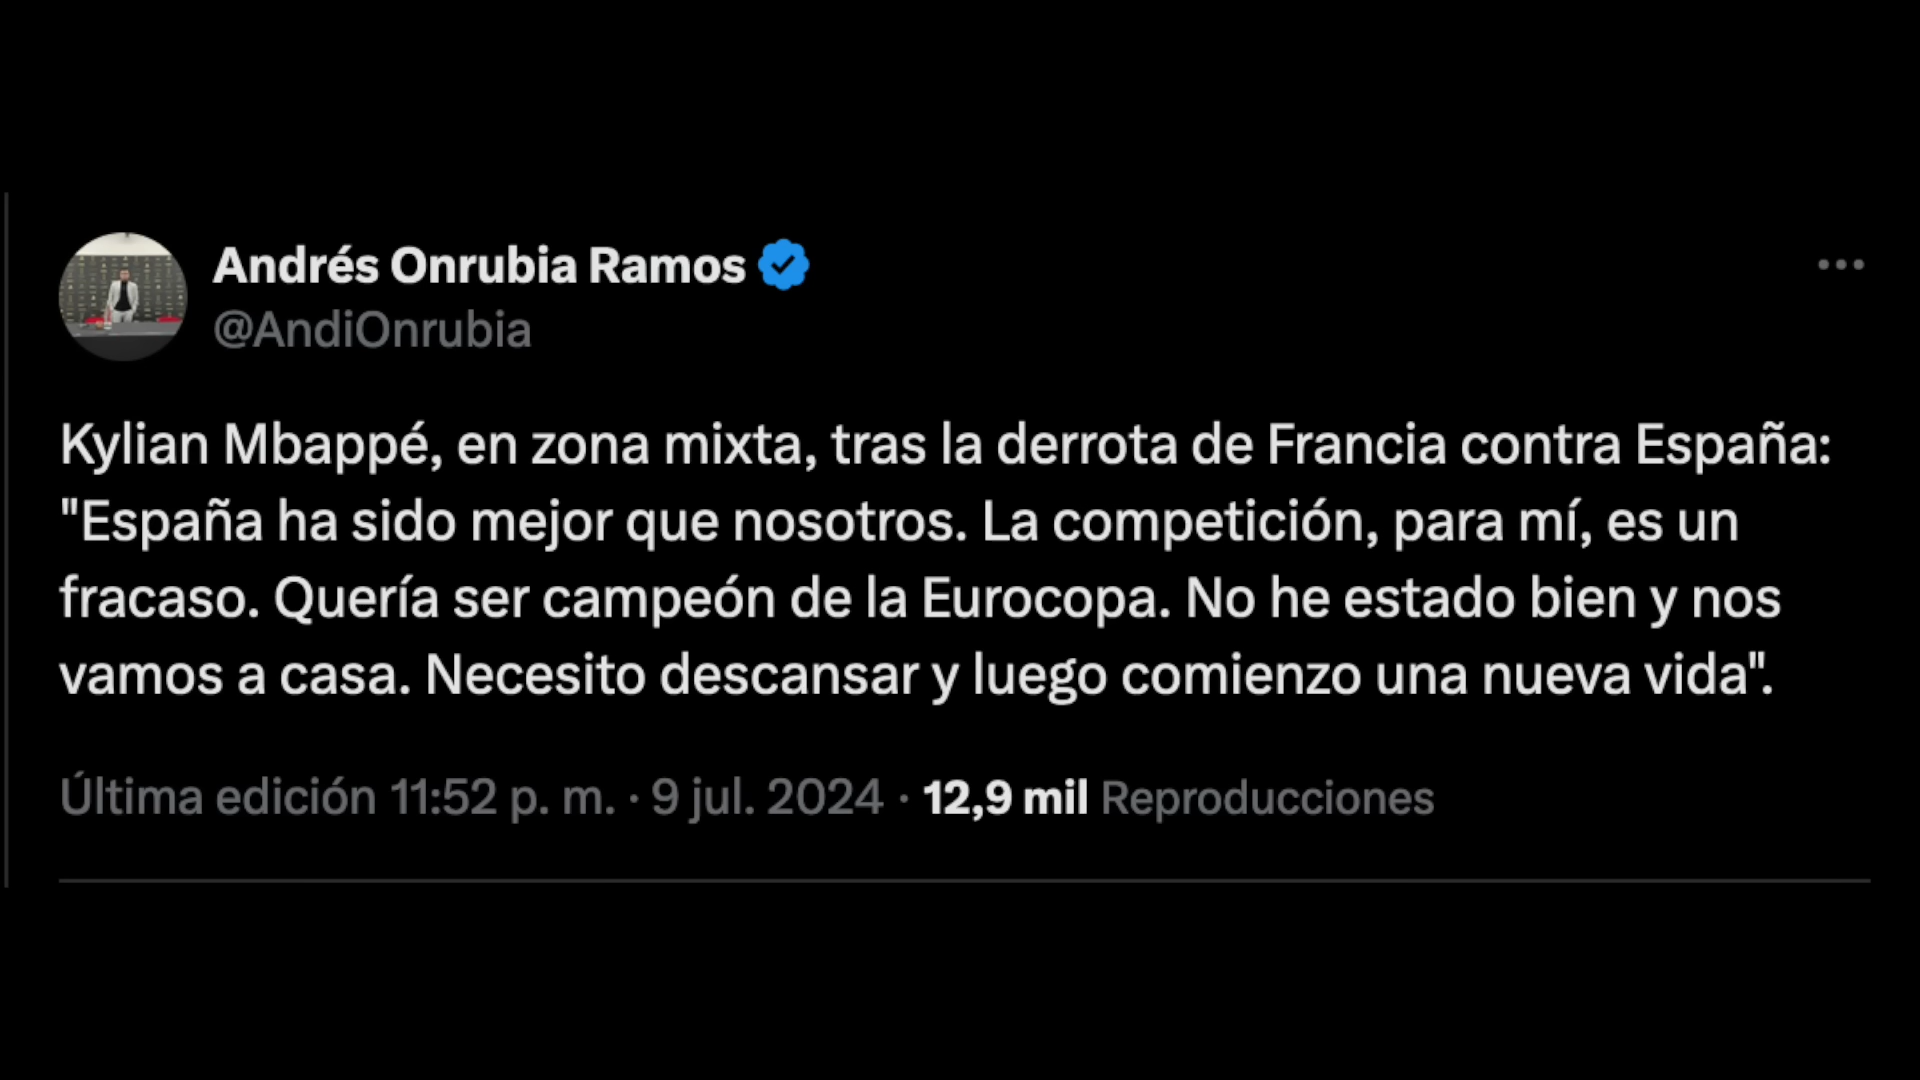 Andrés Onrubia Ramos
@AndiOnrubia
Kylian Mbappé, en zona mixta, tras la derrota de Francia contra España:
"España ha sido mejor que nosotros. La competición, para mí, es un
fracaso. Quería ser campeón de la Eurocopa. No he estado bien y nos
vamos a casa. Necesito descansar y luego comienzo una nueva vida".
Última edición 11:52 p. m. · 9 jul. 2024 · 12,9 mil Reproducciones